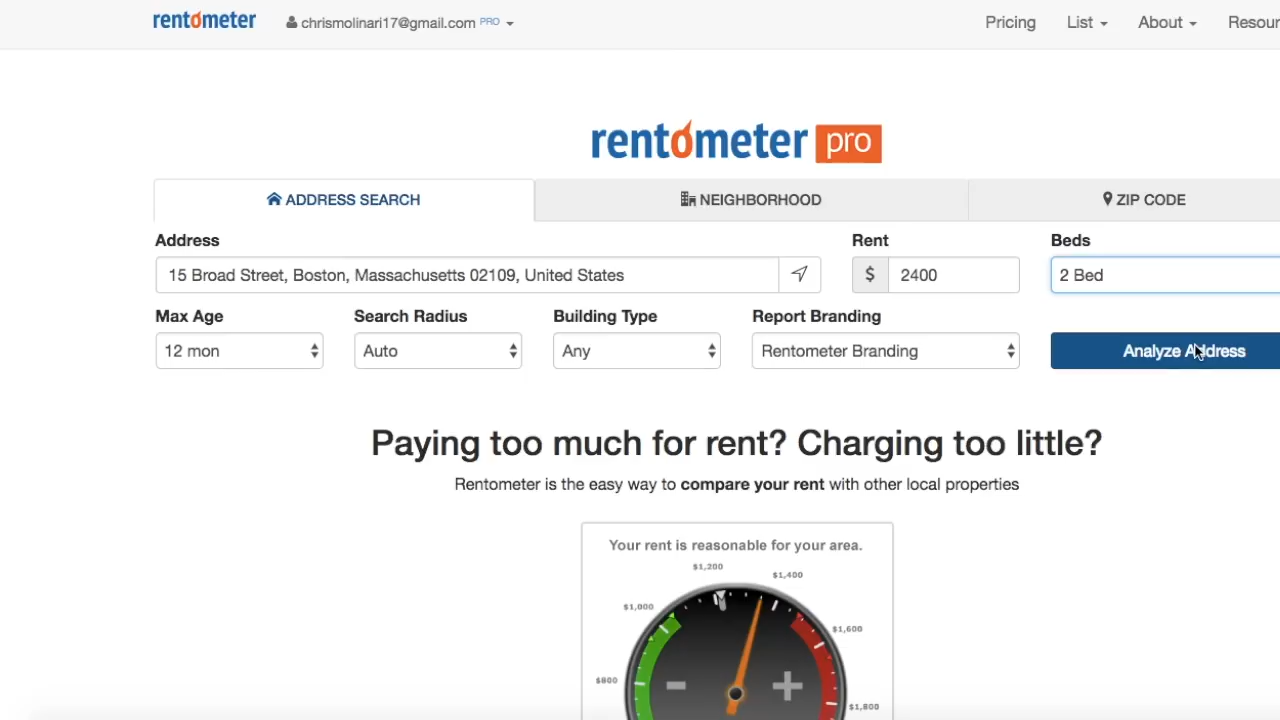 rentometer chrismolinari17@gmail.com PRO Pricing List About Resour
rentometer pro
ADDRESS SEARCH NEIGHBORHOOD ZIP CODE
Address Rent Beds
15 Broad Street, Boston, Massachusetts 02109, United States $ 2400 2 Bed
Max Age Search Radius Building Type Report Branding
12 mon Auto Any Rentometer Branding Analyze Address
Paying too much for rent? Charging too little?
Rentometer is the easy way to compare your rent with other local properties
Your rent is reasonable for your area.
$1,200
$1,400
$1,000
$1,600
$800
$1,800